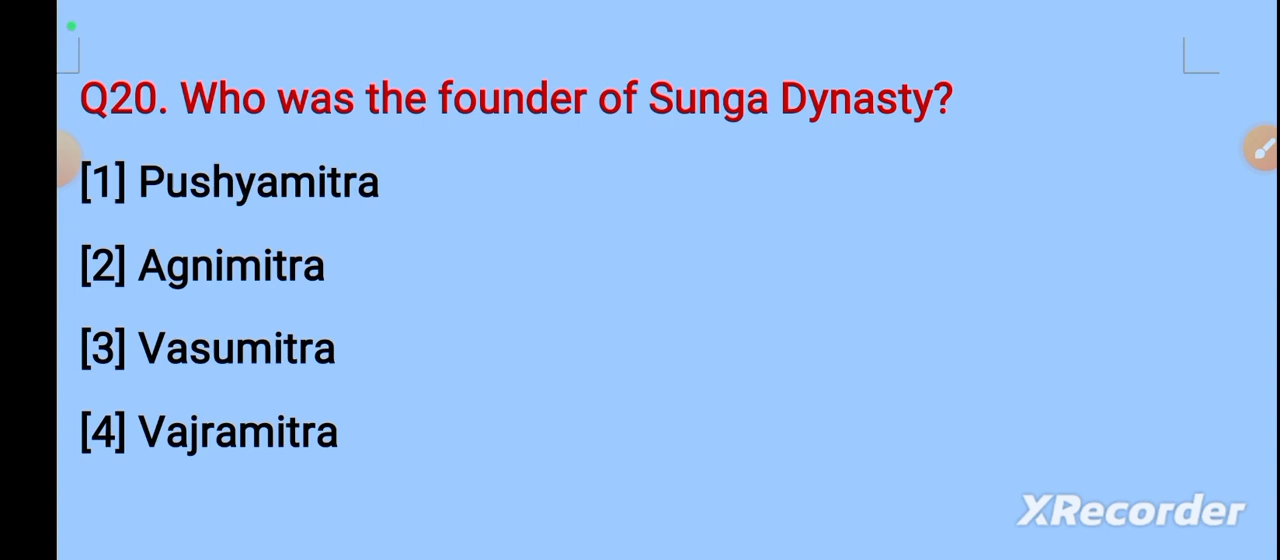 Q20. Who was the founder of Sunga Dynasty?
[1] Pushyamitra
[2] Agnimitra
[3] Vasumitra
[4] Vajramitra
XRecorder